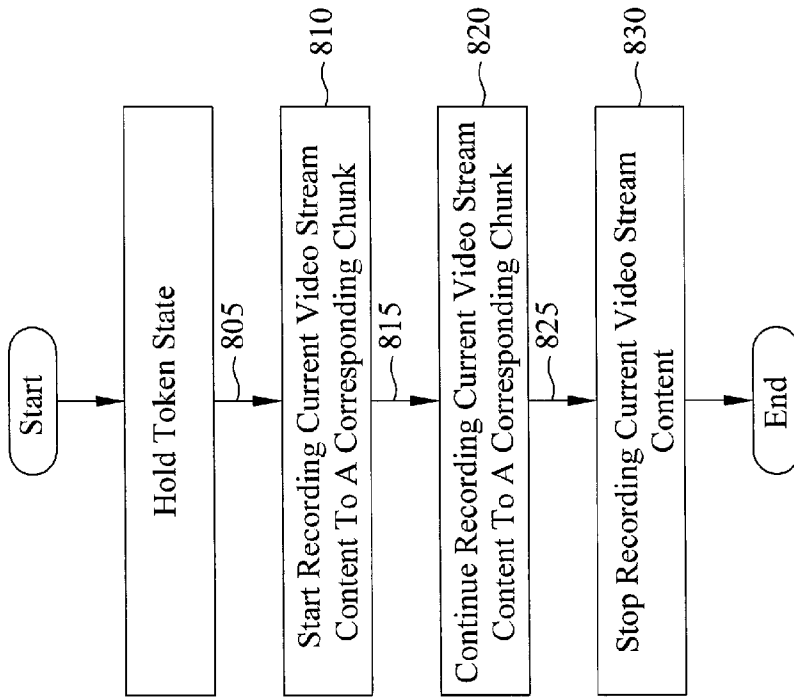 Start
Hold Token State
805
810
Start Recording Current Video Stream
Content To A Corresponding Chunk
815
820
Continue Recording Current Video Stream
Content To A Corresponding Chunk
825
830
Stop Recording Current Video Stream
Content
End